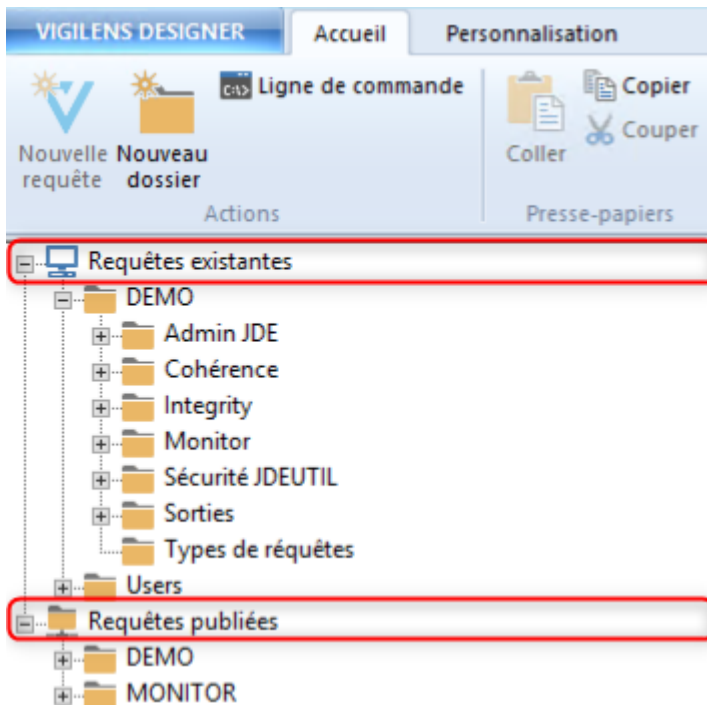 VIGILENS DESIGNER
Accueil
Personnalisation
Nouvelle requête
Nouveau dossier
C:\> Ligne de commande
Actions
Coller
Copier
Couper
Presse-papiers
Requêtes existantes
DEMO
Admin JDE
Cohérence
Integrity
Monitor
Sécurité JDEUTIL
Sorties
Types de réquêtes
Users
Requêtes publiées
DEMO
MONITOR